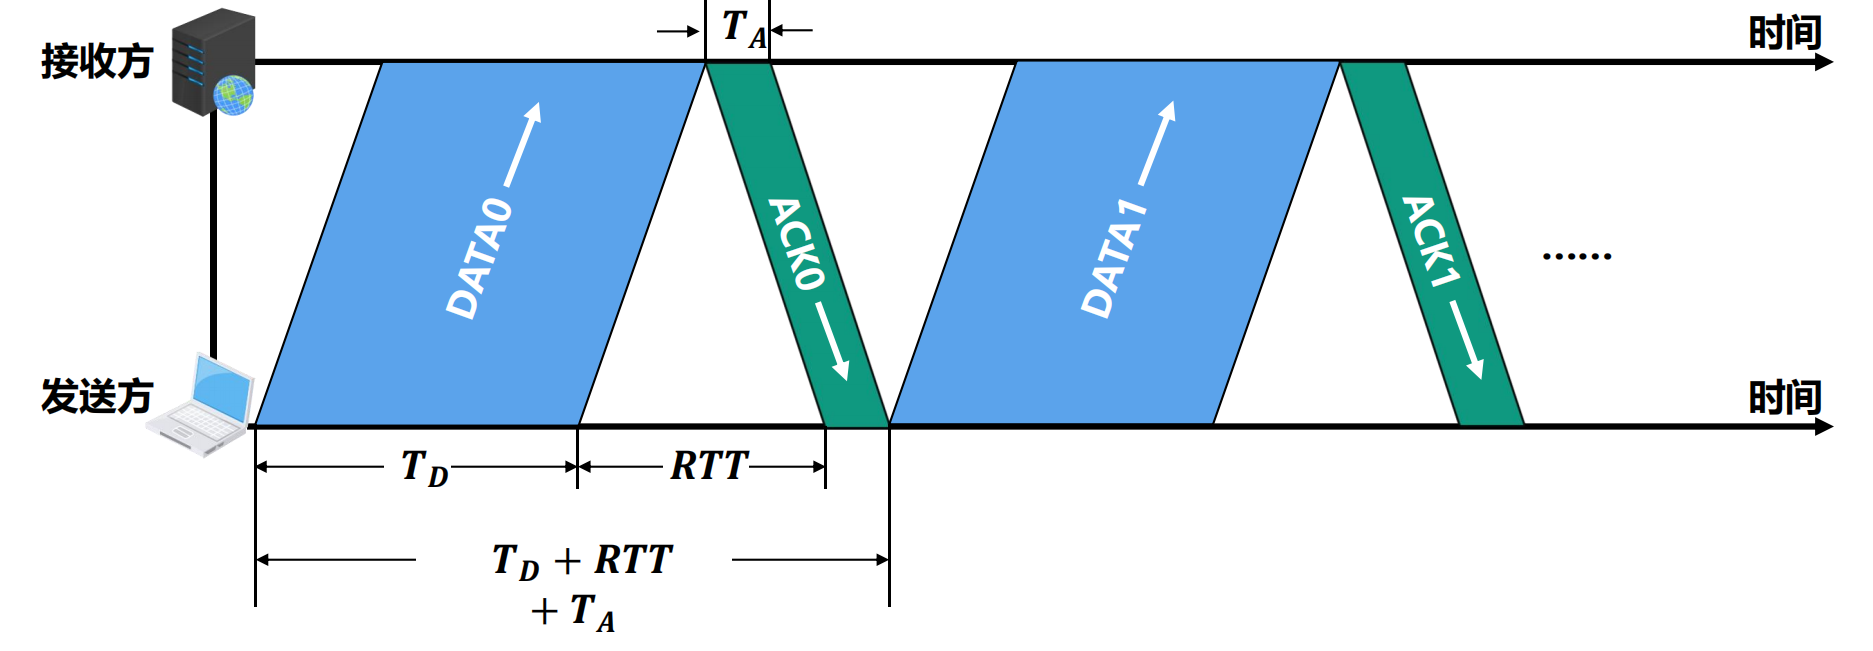 T_A
接收方
时间
DATA0
ACK0
DATA1
ACK1
......
发送方
时间
T_D
RTT
T_D + RTT
+ T_A